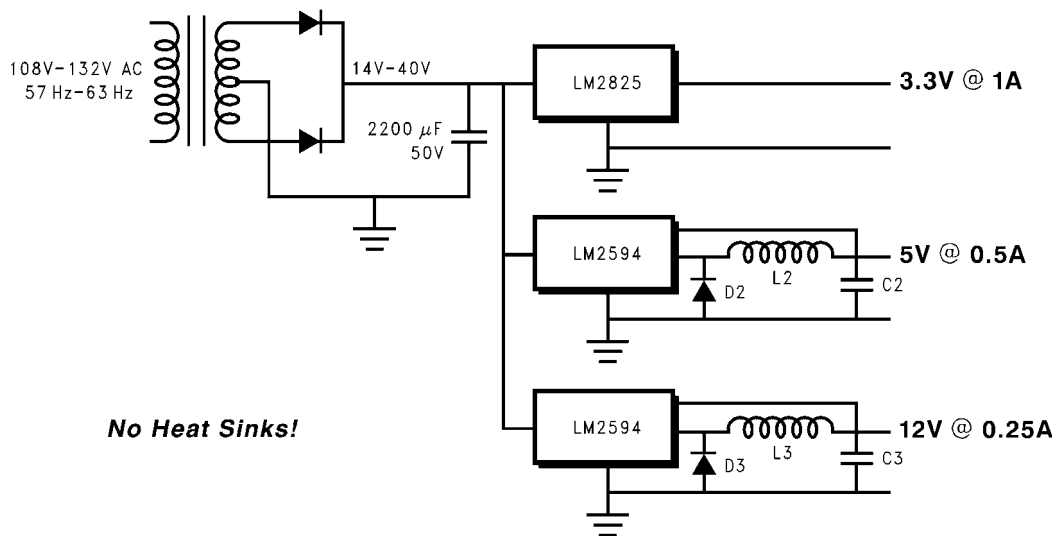 108V–132V AC
57 Hz–63 Hz
14V–40V
2200 μF
50V
LM2825
3.3V @ 1A
LM2594
D2
L2
C2
5V @ 0.5A
No Heat Sinks!
LM2594
D3
L3
C3
12V @ 0.25A